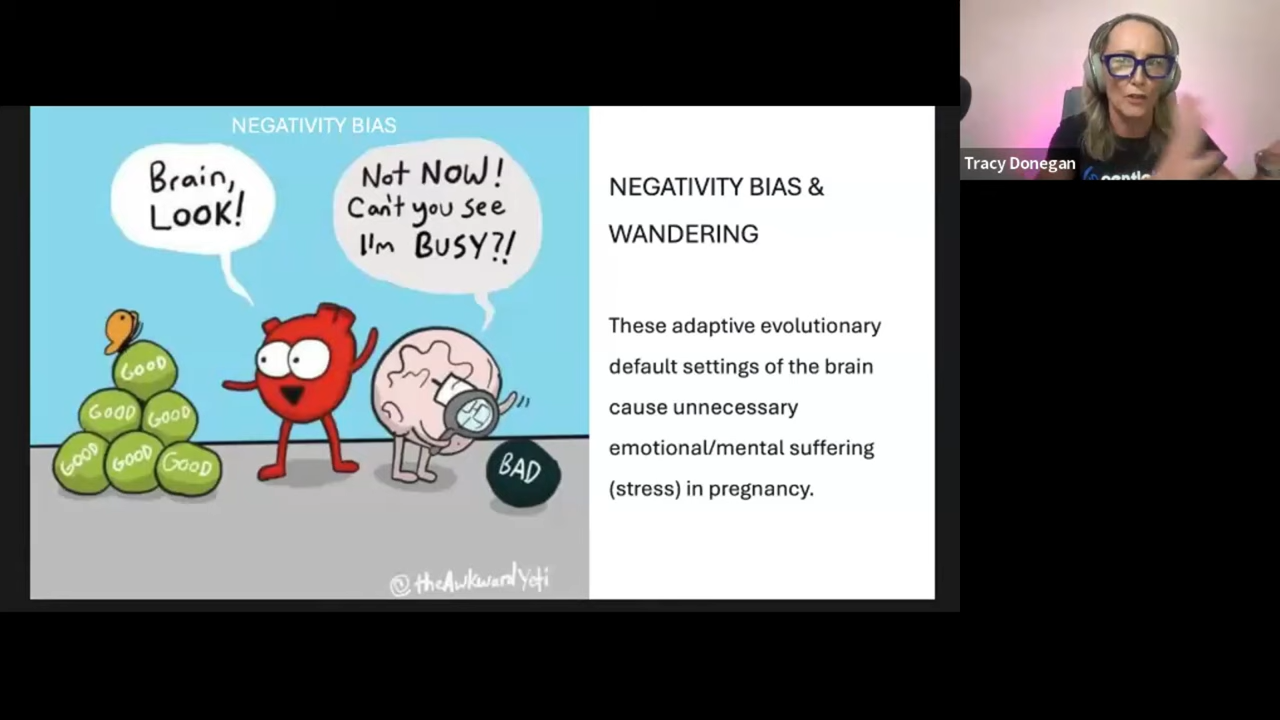 NEGATIVITY BIAS
Brain,
LOOK!
Not NOW!
Can't you see
I'm BUSY?!
GOOD
GOOD
GOOD
GOOD
GOOD
GOOD
BAD
@theAwkwardYeti
NEGATIVITY BIAS &
WANDERING
These adaptive evolutionary
default settings of the brain
cause unnecessary
emotional/mental suffering
(stress) in pregnancy.
Tracy Donegan